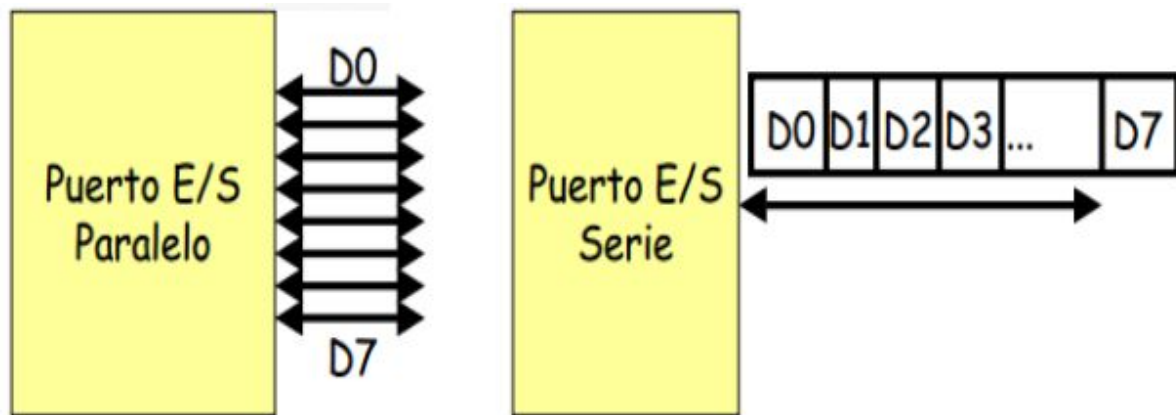 D0
Puerto E/S
Paralelo
D7
Puerto E/S
Serie
D0 D1 D2 D3 ... D7